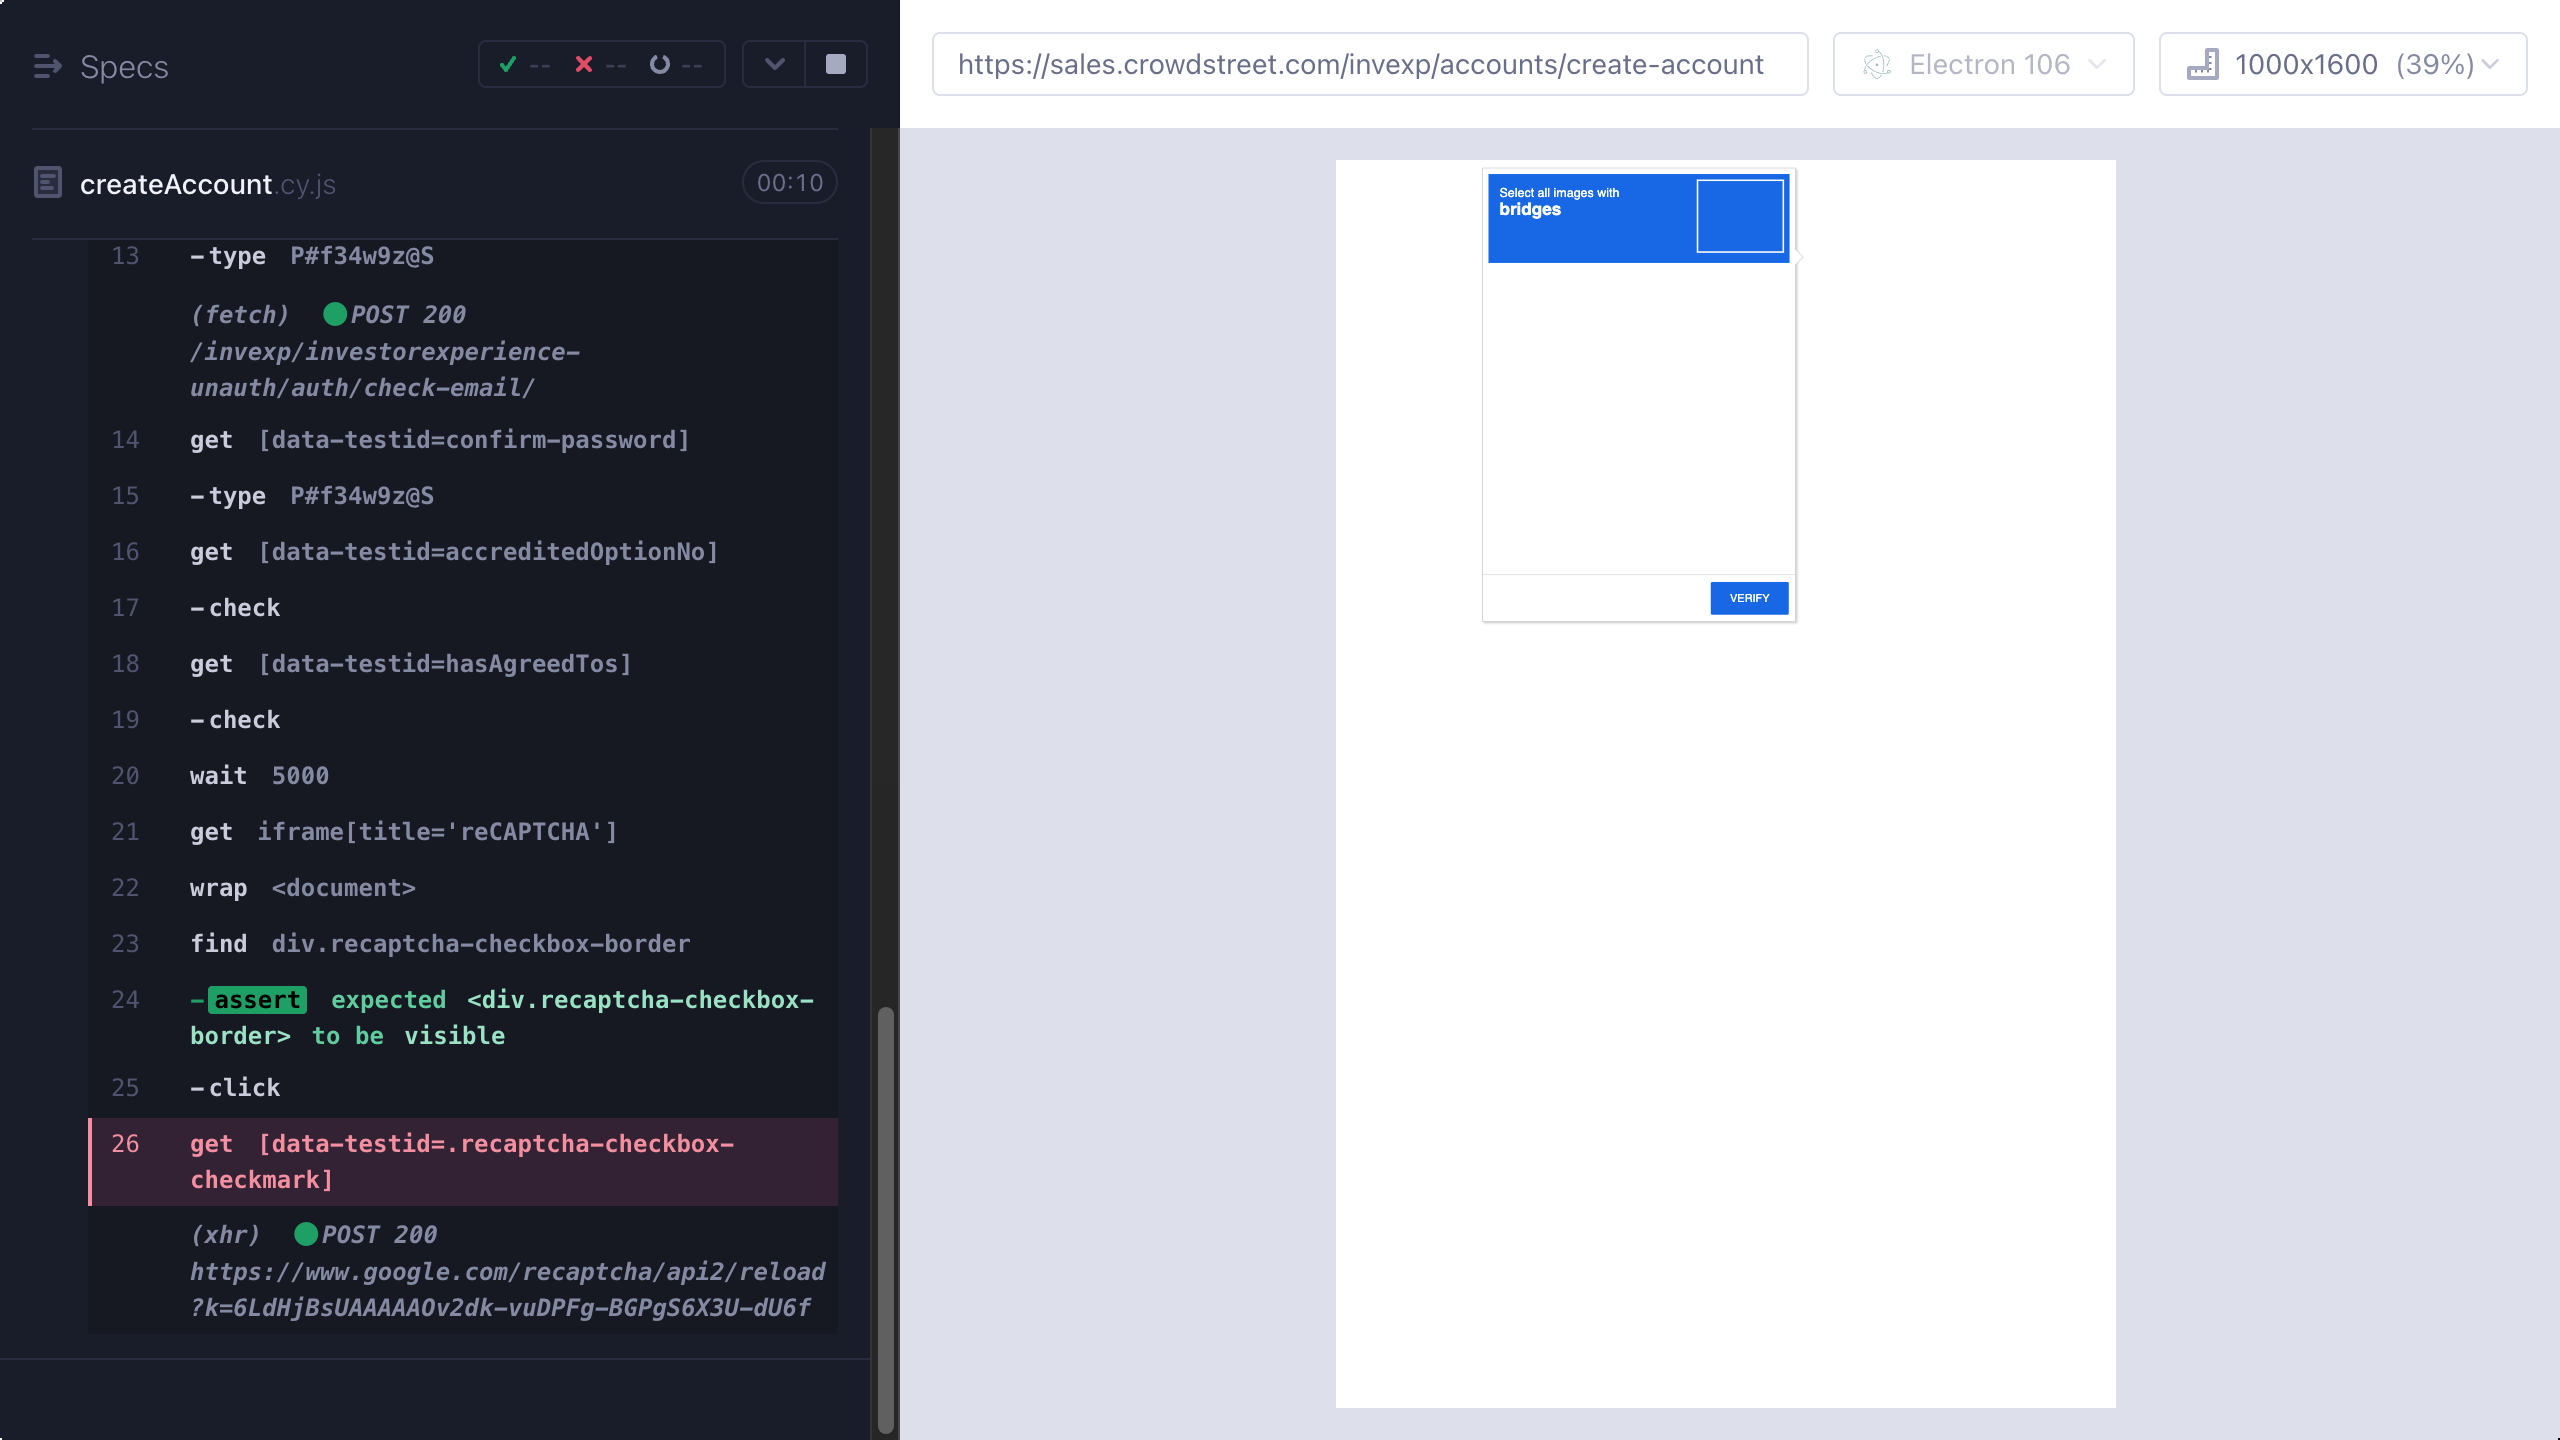 Specs
-- -- --
createAccount.cy.js
00:10
13 -type P#f34w9z@S
(fetch) POST 200
/invexp/investorexperience-
unauth/auth/check-email/
14 get [data-testid=confirm-password]
15 -type P#f34w9z@S
16 get [data-testid=accreditedOptionNo]
17 -check
18 get [data-testid=hasAgreedTos]
19 -check
20 wait 5000
21 get iframe[title='reCAPTCHA']
22 wrap <document>
23 find div.recaptcha-checkbox-border
24 -assert expected <div.recaptcha-checkbox-
border> to be visible
25 -click
26 get [data-testid=.recaptcha-checkbox-
checkmark]
(xhr) POST 200
https://www.google.com/recaptcha/api2/reload
?k=6LdHjBsUAAAAAOv2dk-vuDPFg-BGPgS6X3U-dU6f
https://sales.crowdstreet.com/invexp/accounts/create-account
Electron 106
1000x1600 (39%)
Select all images with
bridges
VERIFY